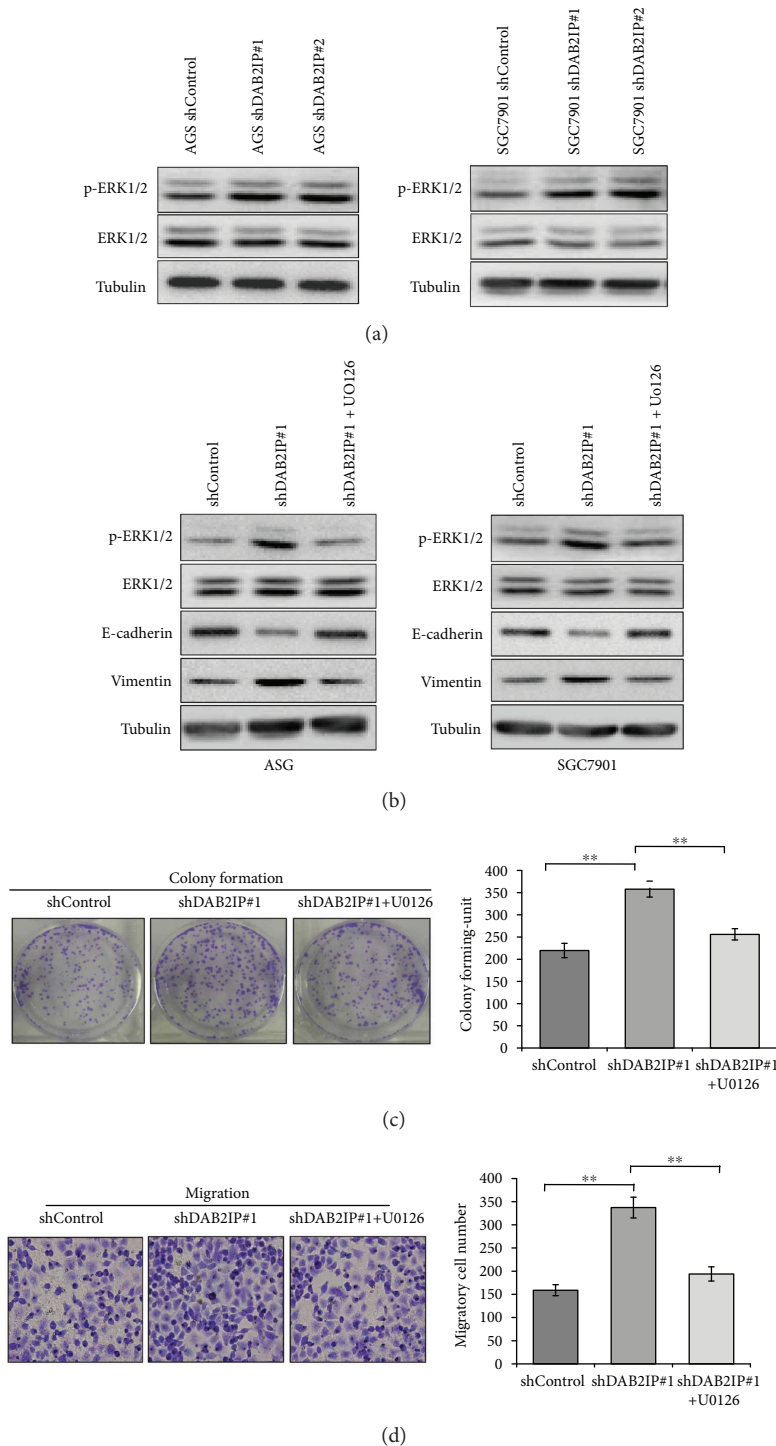 AGS shControl
AGS shDAB2IP#1
AGS shDAB2IP#2
p-ERK1/2
ERK1/2
Tubulin
SGC7901 shControl
SGC7901 shDAB2IP#1
SGC7901 shDAB2IP#2
p-ERK1/2
ERK1/2
Tubulin
(a)
shControl
shDAB2IP#1
shDAB2IP#1 + UO126
p-ERK1/2
ERK1/2
E-cadherin
Vimentin
Tubulin
ASG
shControl
shDAB2IP#1
shDAB2IP#1 + Uo126
p-ERK1/2
ERK1/2
E-cadherin
Vimentin
Tubulin
SGC7901
(b)
Colony formation
shControl
shDAB2IP#1
shDAB2IP#1+U0126
Colony forming-unit
400
350
300
250
200
150
100
50
0
**
**
shControl
shDAB2IP#1
shDAB2IP#1
+U0126
(c)
Migration
shControl
shDAB2IP#1
shDAB2IP#1+U0126
Migratory cell number
400
350
300
250
200
150
100
50
0
**
**
shControl
shDAB2IP#1
shDAB2IP#1
+U0126
(d)